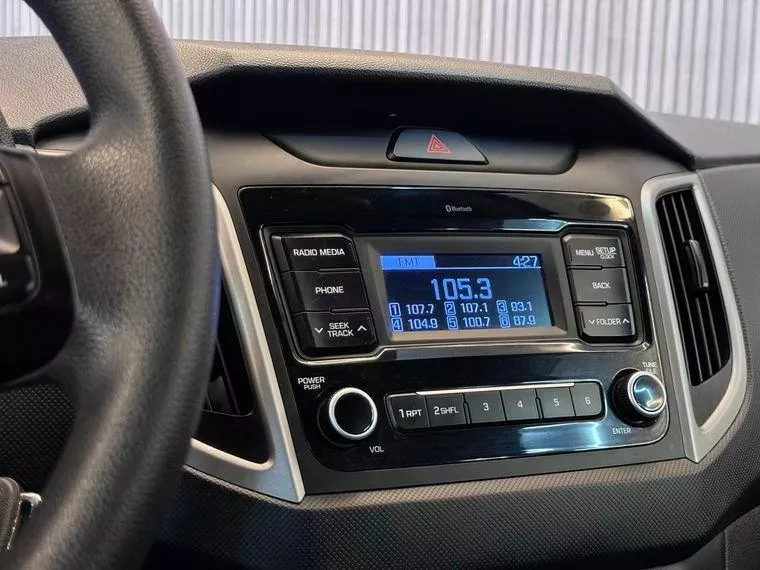 Bluetooth
RADIO MEDIA
PHONE
SEEK
TRACK
FM1 4:27
105.3
1 107.7 2 107.1 3 93.1
4 104.9 5 100.7 6 87.9
MENU SETUP
CLOCK
BACK
FOLDER
POWER
PUSH
VOL
1 RPT 2 SHFL 3 4 5 6
TUNE
FILE
ENTER